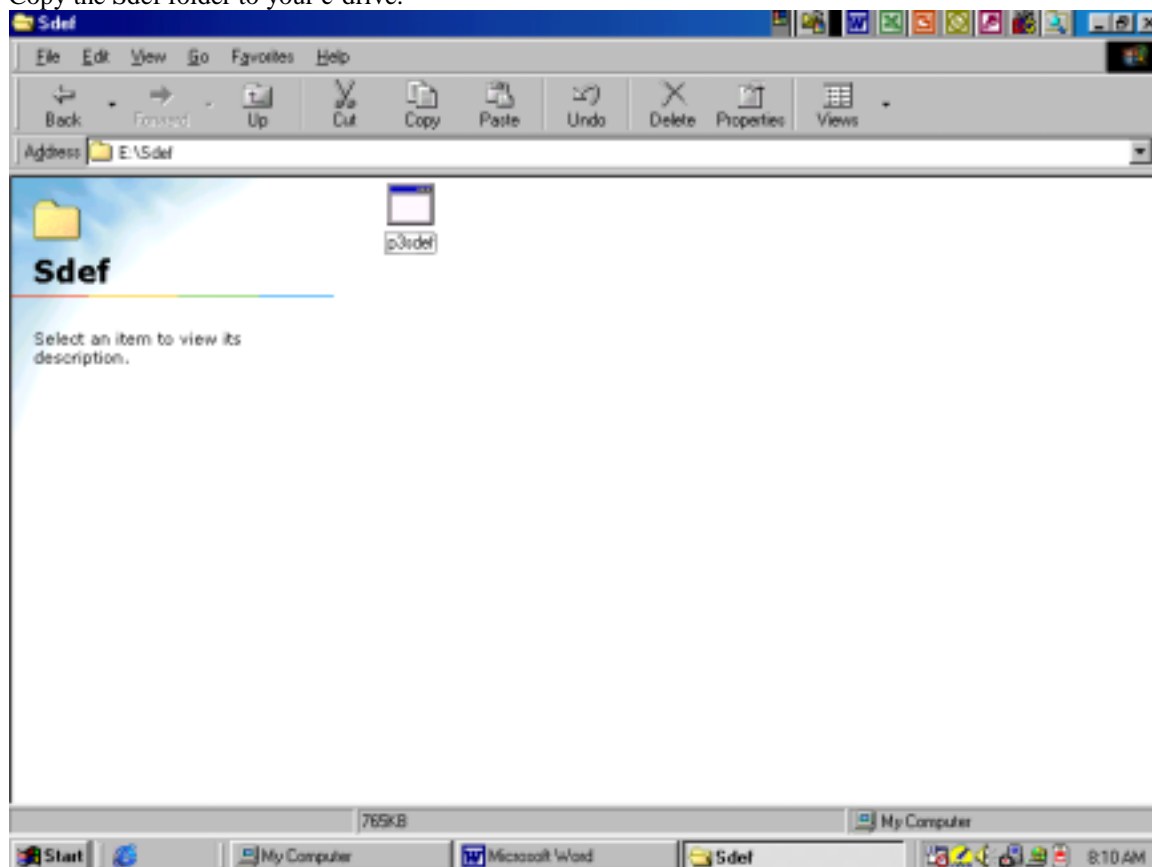 Copy the Sdef folder to your c-drive.
Sdef
File Edit View Go Favorites Help
Back Forward Up Cut Copy Paste Undo Delete Properties Views
Address E:\Sdef
p3sdef
Sdef
Select an item to view its
description.
765KB My Computer
Start My Computer Microsoft Word Sdef 8:10 AM